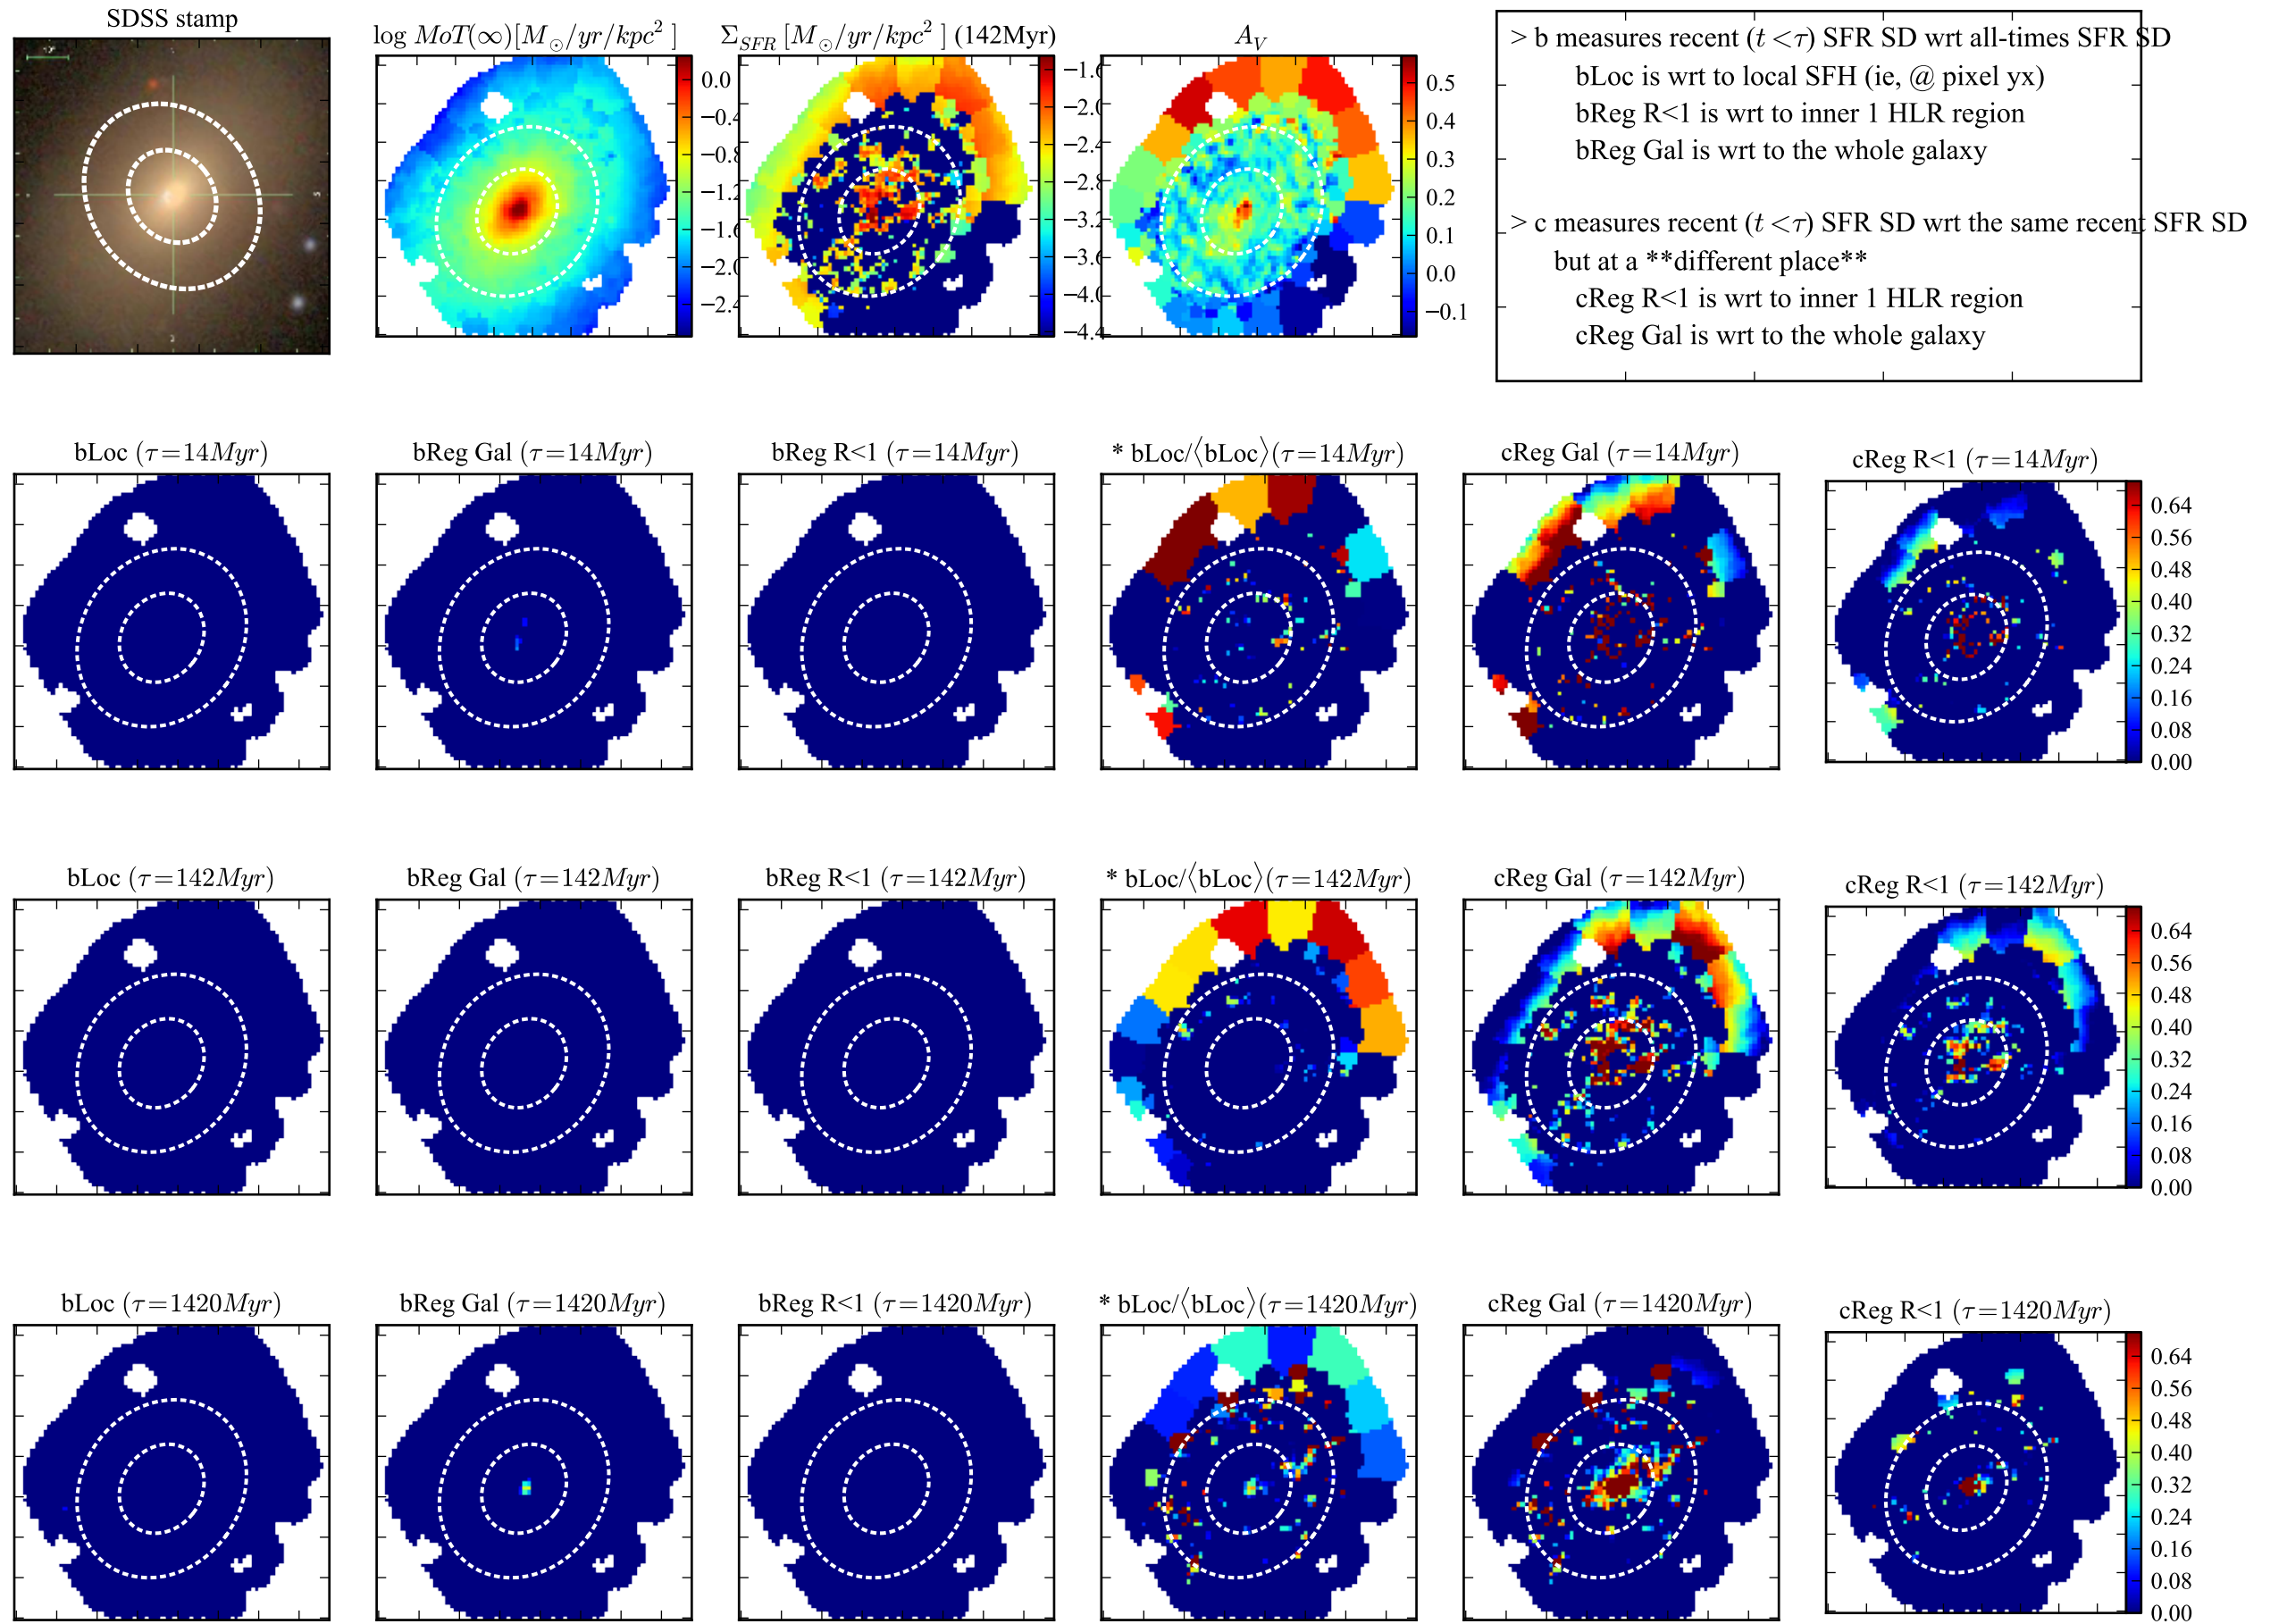 SDSS stamp
log MoT(∞)[M⊙/yr/kpc² ]
Σ_SFR [M⊙/yr/kpc² ] (142Myr)
A_V
0.0
−0.4
−0.8
−1.2
−1.6
−2.0
−2.4
−1.6
−2.0
−2.4
−2.8
−3.2
−3.6
−4.0
−4.4
0.5
0.4
0.3
0.2
0.1
0.0
−0.1
> b measures recent (t <τ) SFR SD wrt all-times SFR SD
bLoc is wrt to local SFH (ie, @ pixel yx)
bReg R<1 is wrt to inner 1 HLR region
bReg Gal is wrt to the whole galaxy
> c measures recent (t <τ) SFR SD wrt the same recent SFR SD
but at a **different place**
cReg R<1 is wrt to inner 1 HLR region
cReg Gal is wrt to the whole galaxy
bLoc (τ=14Myr)
bReg Gal (τ=14Myr)
bReg R<1 (τ=14Myr)
* bLoc/⟨bLoc⟩(τ=14Myr)
cReg Gal (τ=14Myr)
cReg R<1 (τ=14Myr)
0.64
0.56
0.48
0.40
0.32
0.24
0.16
0.08
0.00
bLoc (τ=142Myr)
bReg Gal (τ=142Myr)
bReg R<1 (τ=142Myr)
* bLoc/⟨bLoc⟩(τ=142Myr)
cReg Gal (τ=142Myr)
cReg R<1 (τ=142Myr)
0.64
0.56
0.48
0.40
0.32
0.24
0.16
0.08
0.00
bLoc (τ=1420Myr)
bReg Gal (τ=1420Myr)
bReg R<1 (τ=1420Myr)
* bLoc/⟨bLoc⟩(τ=1420Myr)
cReg Gal (τ=1420Myr)
cReg R<1 (τ=1420Myr)
0.64
0.56
0.48
0.40
0.32
0.24
0.16
0.08
0.00